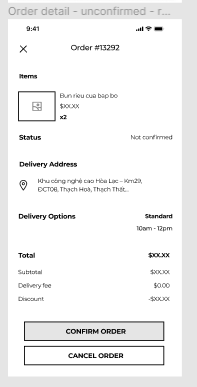 Order detail - unconfirmed - r...
9:41
Order #13292
Items
Bun rieu cua bap bo
$XX.XX
x2
Status Not confirmed
Delivery Address
Khu công nghệ cao Hòa Lạc – Km29,
ĐCT08, Thạch Hoà, Thạch Thất...
Delivery Options Standard
10am - 12pm
Total $XX.XX
Subtotal $XX.XX
Delivery fee $0.00
Discount -$XX.XX
CONFIRM ORDER
CANCEL ORDER